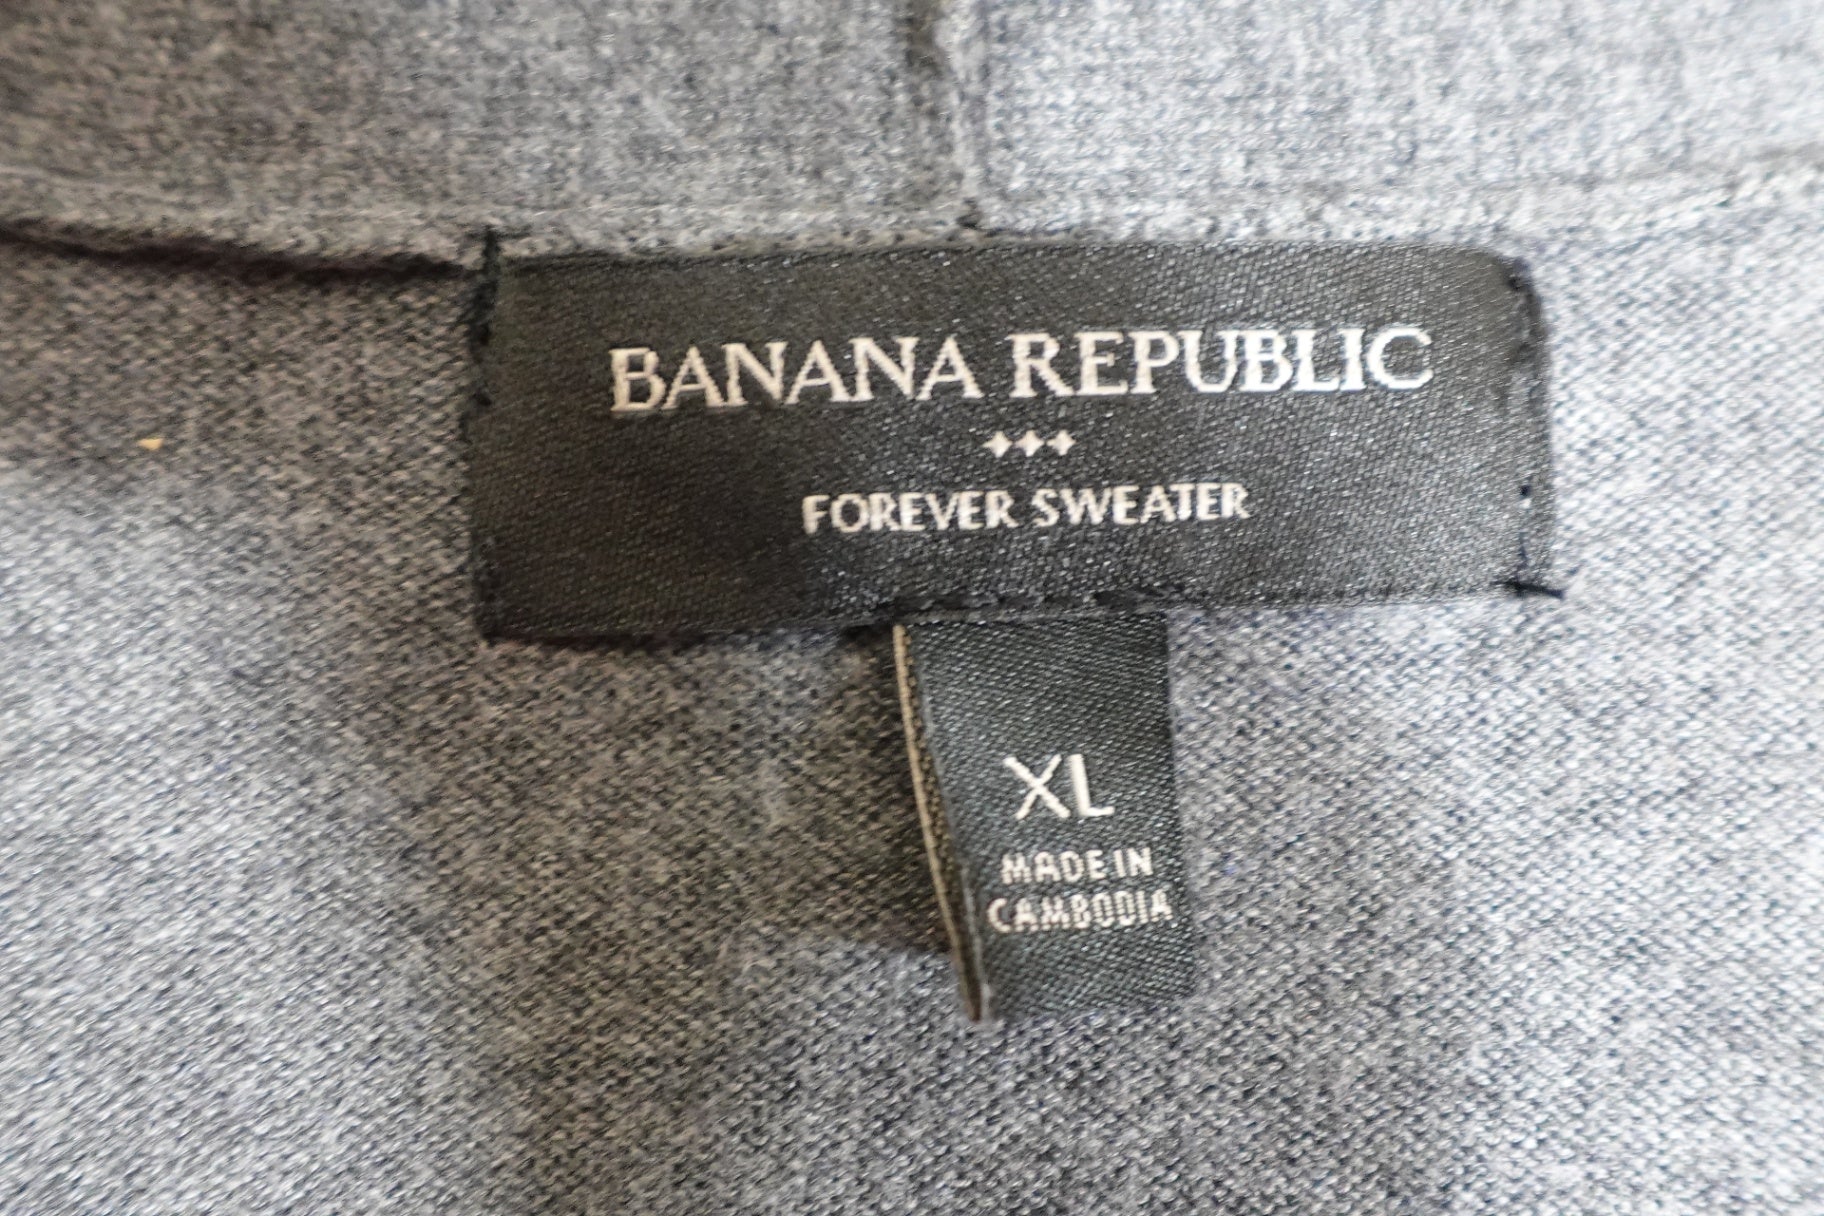 BANANA REPUBLIC
FOREVER SWEATER
XL
MADE IN
CAMBODIA